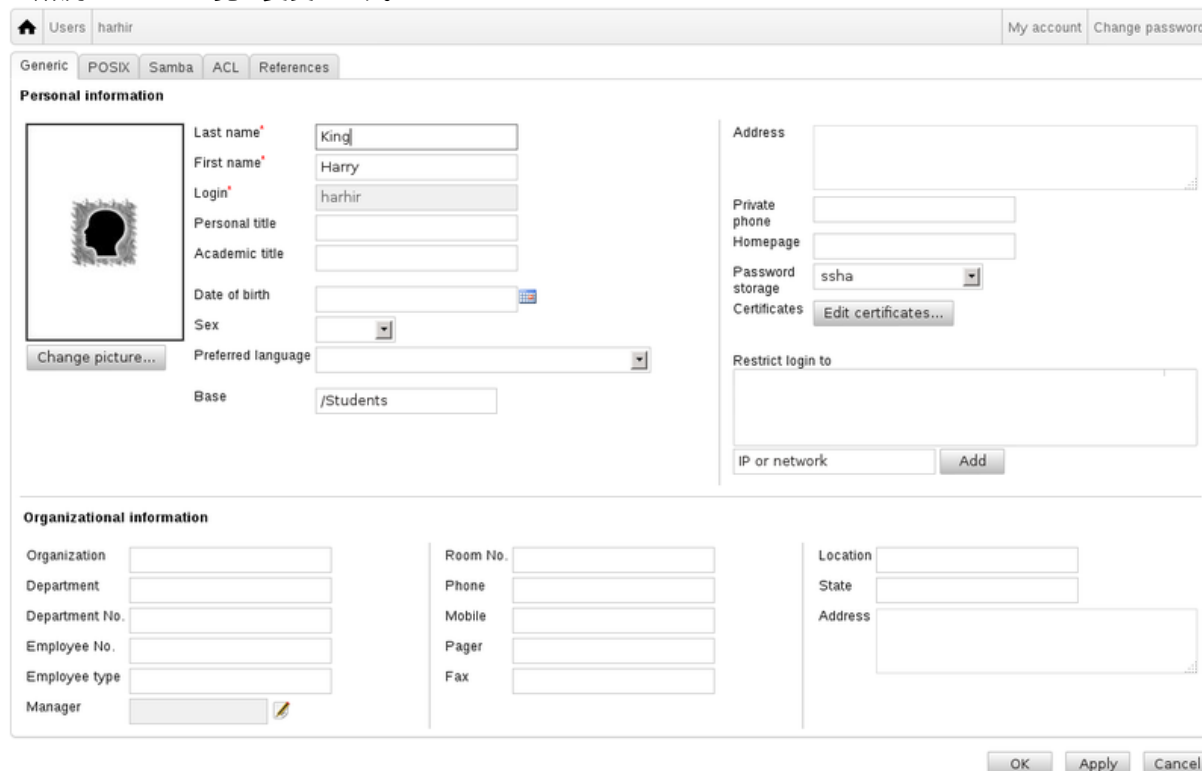 Users harhir My account Change password
Generic POSIX Samba ACL References
Personal information
Last name* King
First name* Harry
Login* harhir
Personal title
Academic title
Date of birth
Sex
Preferred language
Base /Students
Change picture...
Address
Private phone
Homepage
Password storage ssha
Certificates Edit certificates...
Restrict login to
IP or network Add
Organizational information
Organization
Department
Department No.
Employee No.
Employee type
Manager
Room No.
Phone
Mobile
Pager
Fax
Location
State
Address
OK Apply Cancel